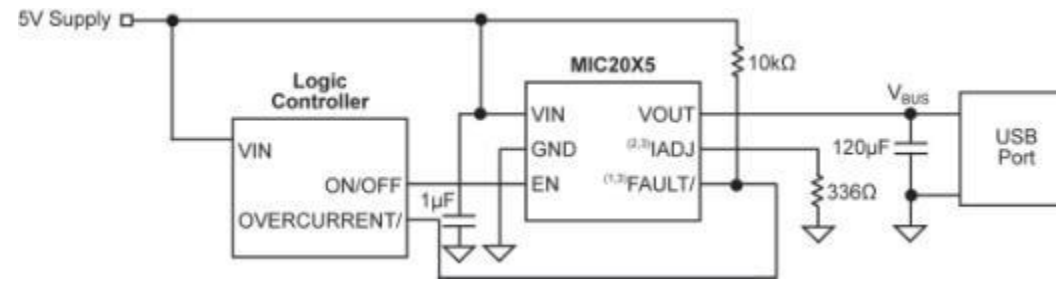 5V Supply
Logic
Controller
VIN
ON/OFF
OVERCURRENT/
1µF
MIC20X5
VIN
GND
EN
VOUT
(2,3)IADJ
(1,3)FAULT/
10kΩ
336Ω
VBUS
120µF
USB
Port